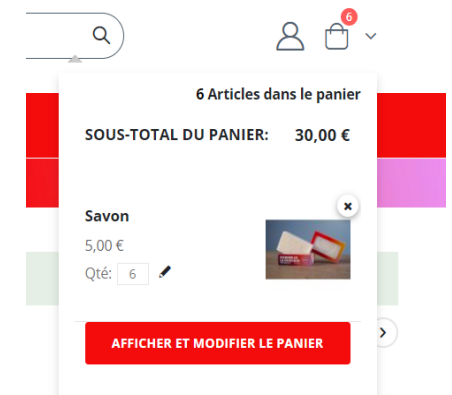 6
6 Articles dans le panier
SOUS-TOTAL DU PANIER: 30,00 €
Savon
5,00 €
Qté: 6
AFFICHER ET MODIFIER LE PANIER